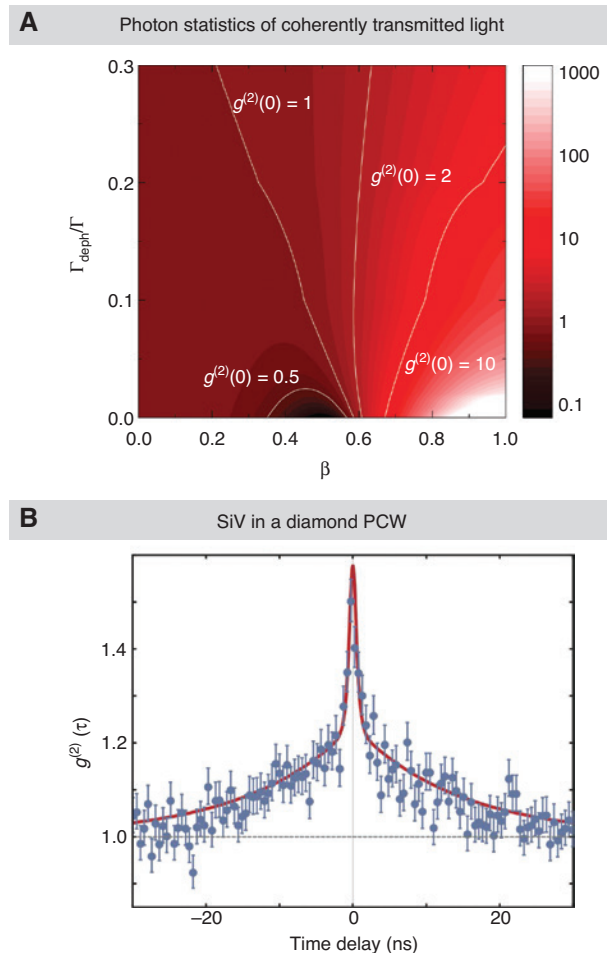 A Photon statistics of coherently transmitted light
0.3
0.2
0.1
0.0
Γdeph/Γ
g(2)(0) = 1
g(2)(0) = 2
g(2)(0) = 0.5
g(2)(0) = 10
0.0 0.2 0.4 0.6 0.8 1.0
β
1000
100
10
1
0.1
B SiV in a diamond PCW
1.4
1.2
1.0
g(2) (τ)
−20 0 20
Time delay (ns)